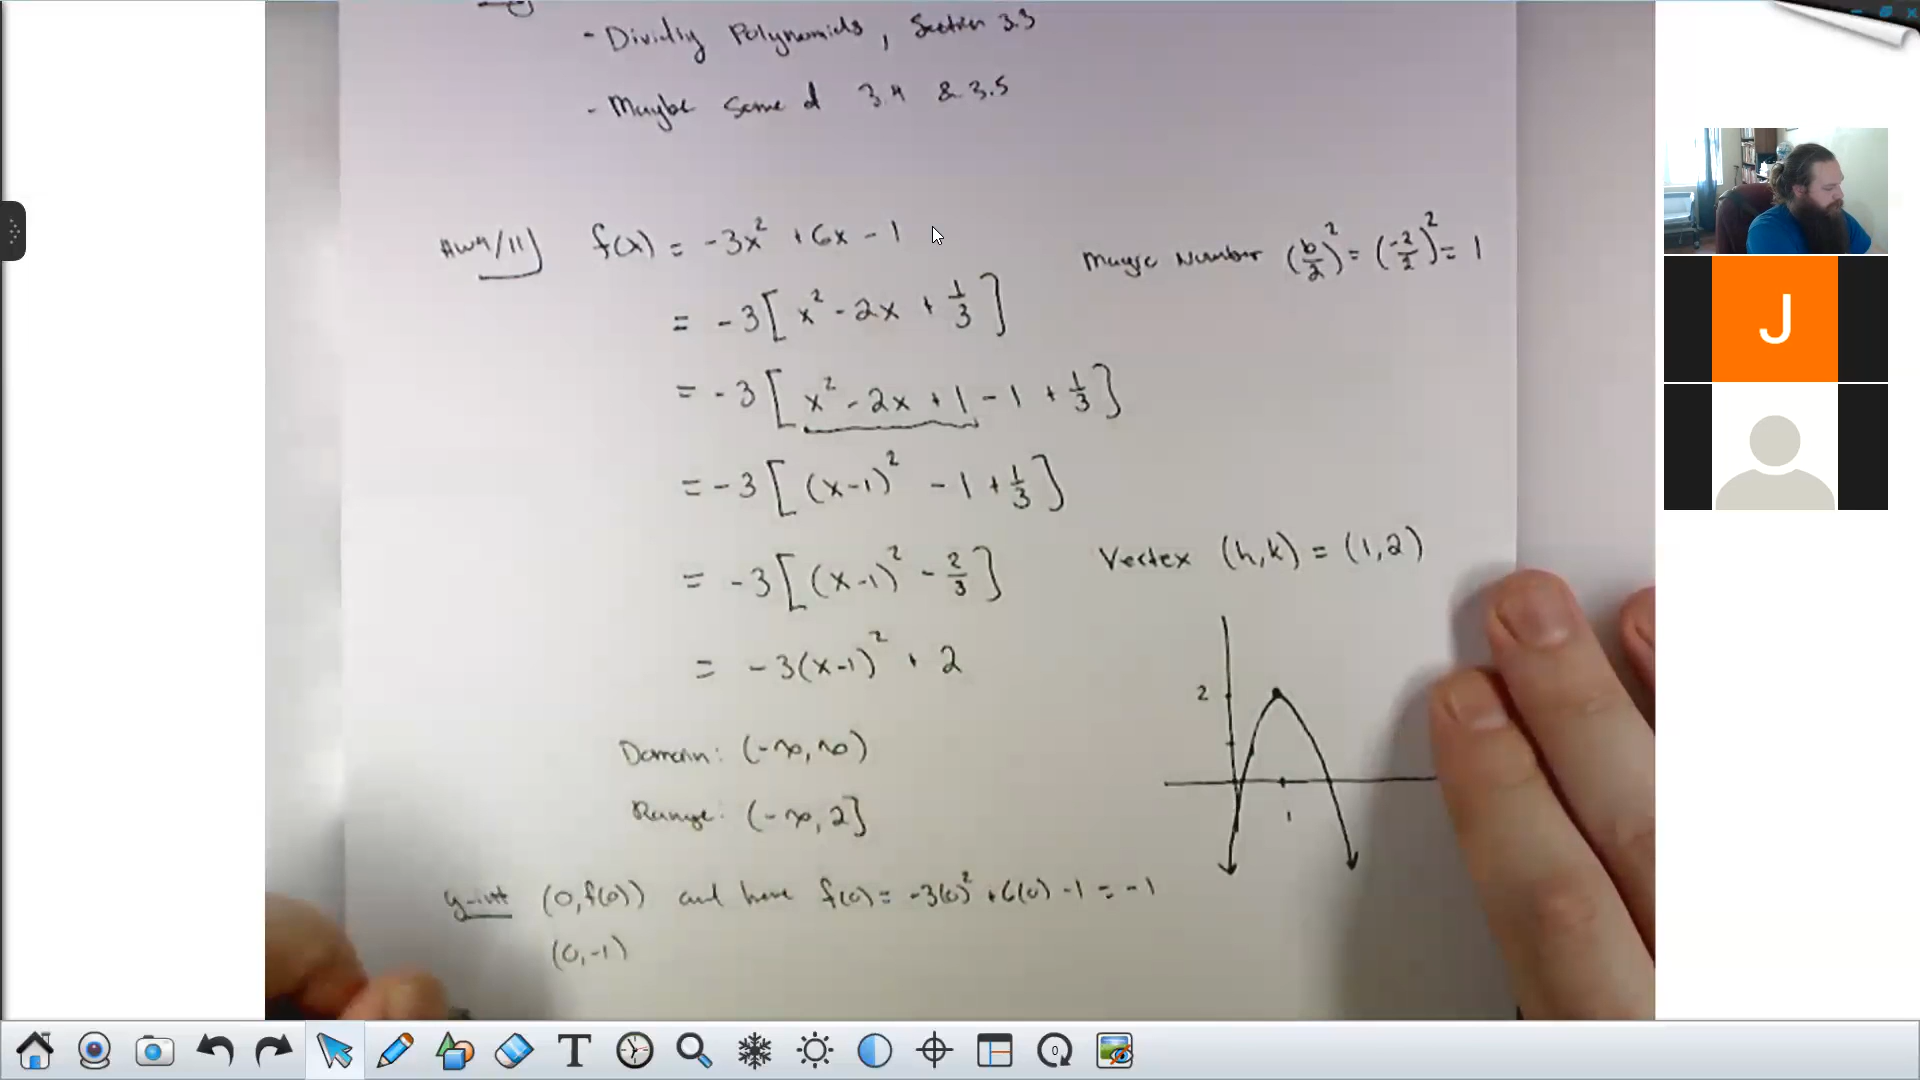 - Dividing Polynomials, Section 3.3
- Maybe some of 3.4 & 3.5
HW4/11) f(x) = -3x² + 6x - 1
Magic Number (b/2)² = (-2/2)² = 1
= -3[x² - 2x + 1/3]
= -3[x² - 2x + 1 - 1 + 1/3]
= -3[(x-1)² - 1 + 1/3]
= -3[(x-1)² - 2/3]
Vertex (h,k) = (1,2)
= -3(x-1)² + 2
2
1
Domain: (-∞,∞)
Range: (-∞,2]
y-int (0,f(0)) and have f(0) = -3(0)² + 6(0) - 1 = -1
(0,-1)
J
T
0